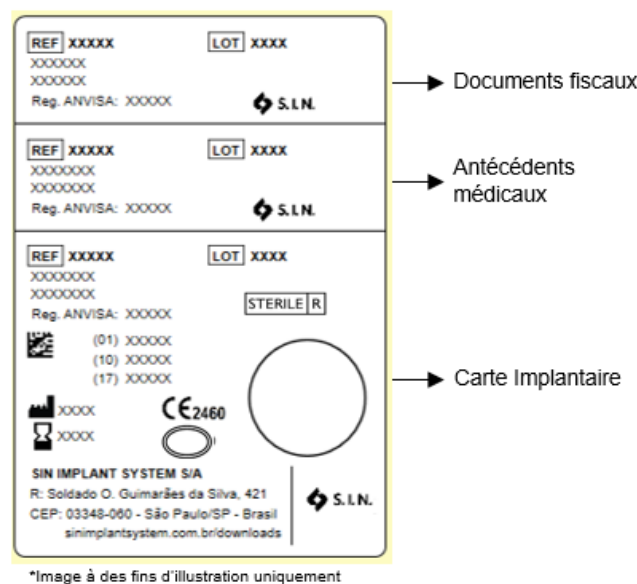 REF XXXXX LOT XXXX
XXXXXX
XXXXXX
Reg. ANVISA: XXXXX S.I.N.
Documents fiscaux
REF XXXXX LOT XXXX
XXXXXXX
XXXXXXX
Reg. ANVISA: XXXXX S.I.N.
Antécédents
médicaux
REF XXXXX LOT XXXX
XXXXXXX
XXXXXXX
Reg. ANVISA: XXXXX
STERILE R
(01) XXXXX
(10) XXXXX
(17) XXXXX
Carte Implantaire
XXXX
CE2460
XXXX
SIN IMPLANT SYSTEM S/A
R: Soldado O. Guimarães da Silva, 421
CEP: 03348-060 - São Paulo/SP - Brasil
sinimplantsystem.com.br/downloads
S.I.N.
*Image à des fins d'illustration uniquement